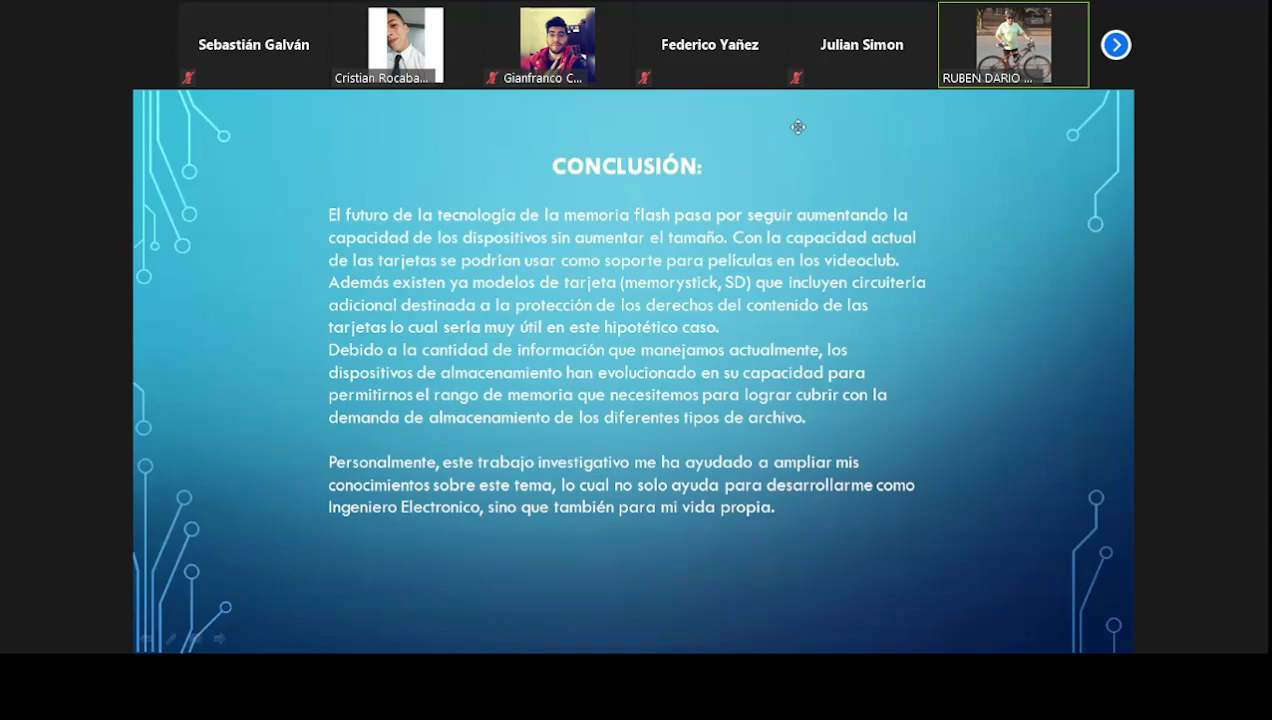 Sebastián Galván
Cristian Rocaba...
Gianfranco C...
Federico Yañez
Julian Simon
RUBEN DARIO ...
CONCLUSIÓN:
El futuro de la tecnología de la memoria flash pasa por seguir aumentando la
capacidad de los dispositivos sin aumentar el tamaño. Con la capacidad actual
de las tarjetas se podrían usar como soporte para películas en los videoclub.
Además existen ya modelos de tarjeta (memorystick, SD) que incluyen circuitería
adicional destinada a la protección de los derechos del contenido de las
tarjetas lo cual sería muy útil en este hipotético caso.
Debido a la cantidad de información que manejamos actualmente, los
dispositivos de almacenamiento han evolucionado en su capacidad para
permitirnos el rango de memoria que necesitemos para lograr cubrir con la
demanda de almacenamiento de los diferentes tipos de archivo.
Personalmente, este trabajo investigativo me ha ayudado a ampliar mis
conocimientos sobre este tema, lo cual no solo ayuda para desarrollarme como
Ingeniero Electronico, sino que también para mi vida propia.